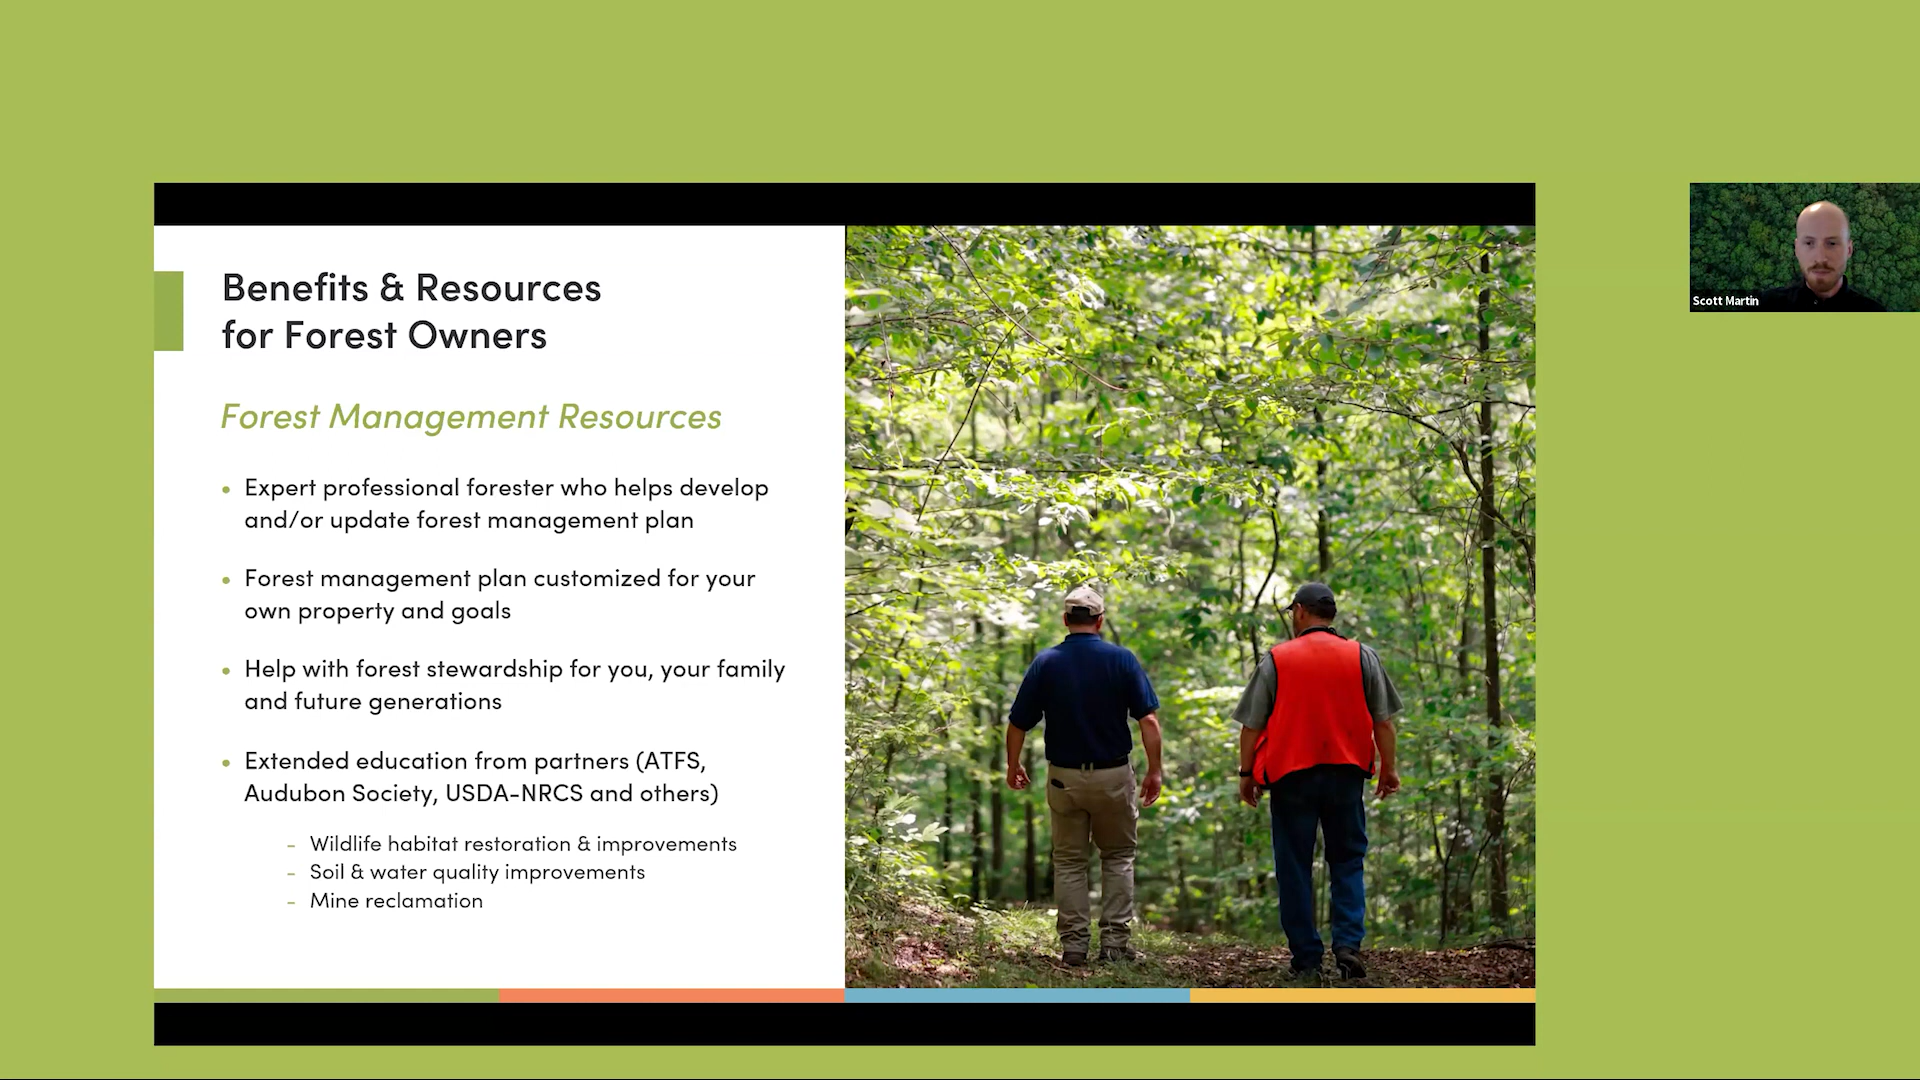 Benefits & Resources
for Forest Owners
Forest Management Resources
• Expert professional forester who helps develop
and/or update forest management plan
• Forest management plan customized for your
own property and goals
• Help with forest stewardship for you, your family
and future generations
• Extended education from partners (ATFS,
Audubon Society, USDA-NRCS and others)
- Wildlife habitat restoration & improvements
- Soil & water quality improvements
- Mine reclamation
Scott Martin